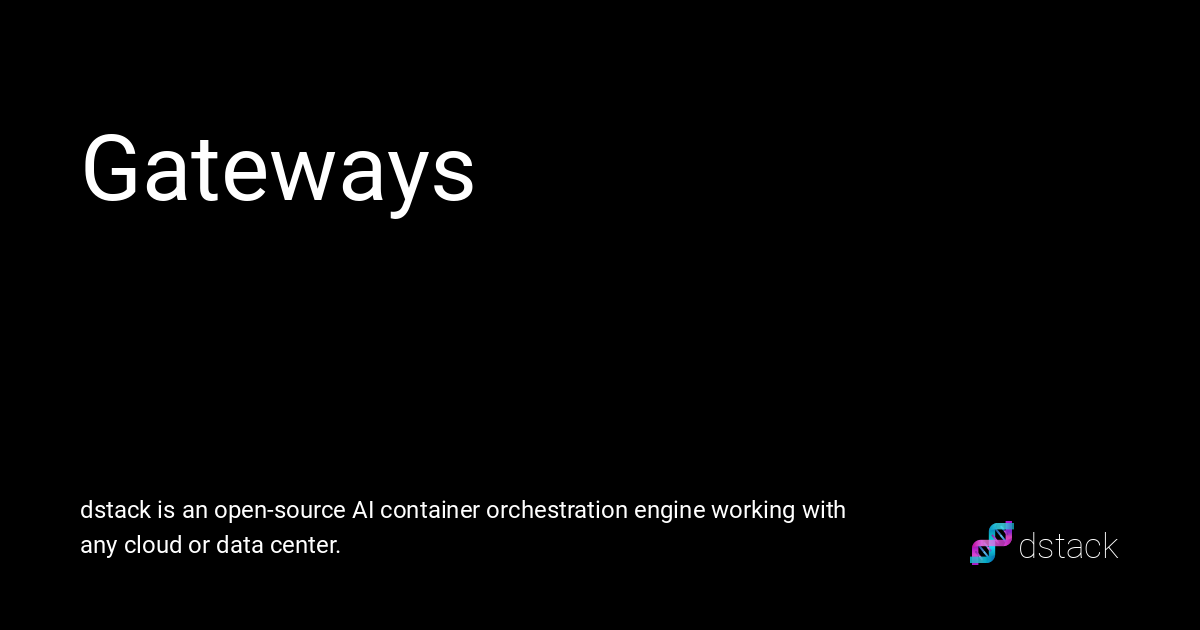 Gateways
dstack is an open-source AI container orchestration engine working with
any cloud or data center.
dstack